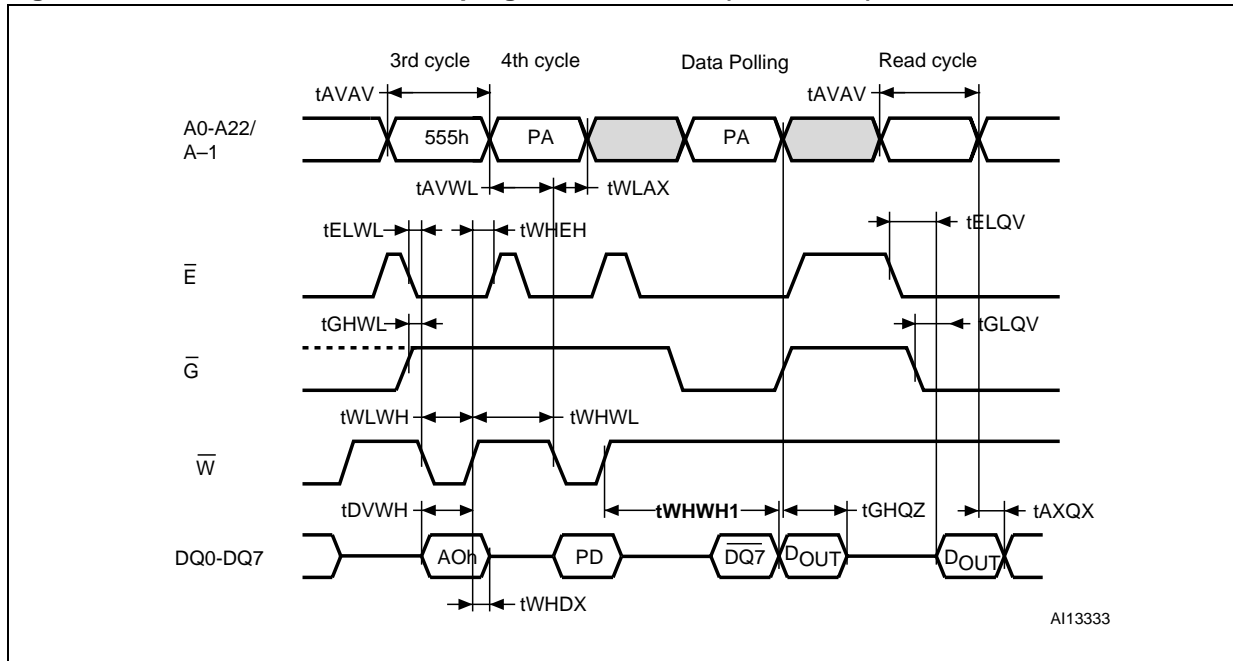 3rd cycle 4th cycle Data Polling Read cycle
tAVAV tAVAV
A0-A22/
A–1
555h PA PA
tAVWL tWLAX
tELWL tWHEH tELQV
E
tGHWL tGLQV
G
tWLWH tWHWL
W
tDVWH tWHWH1 tGHQZ tAXQX
DQ0-DQ7 AOh PD DQ7 DOUT DOUT
tWHDX
AI13333